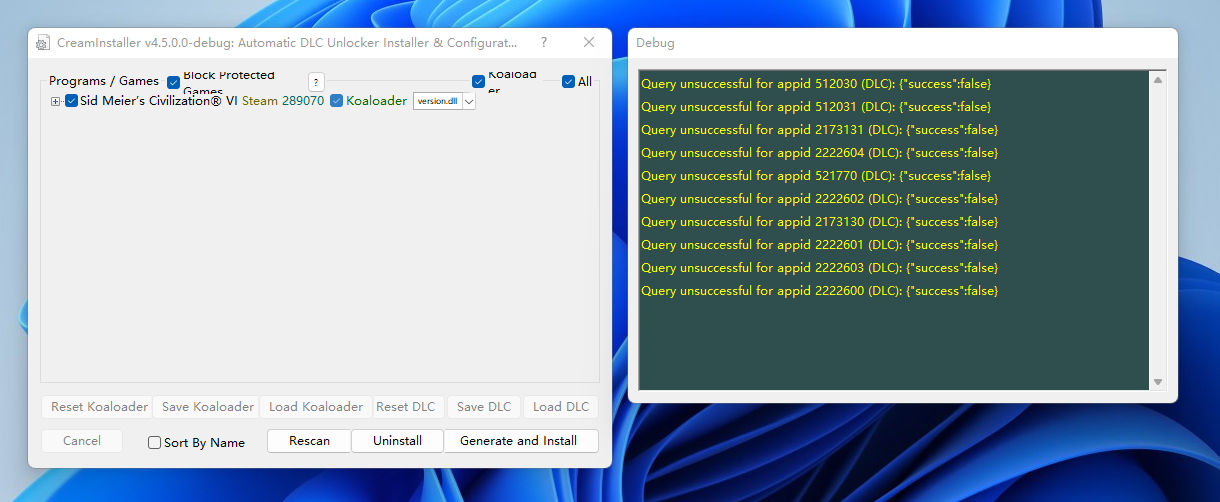 CreamInstaller v4.5.0.0-debug: Automatic DLC Unlocker Installer & Configurat...
?
Programs / Games
Block Protected Games
?
Koaloader
All
Sid Meier's Civilization® VI Steam 289070 Koaloader version.dll
Reset Koaloader
Save Koaloader
Load Koaloader
Reset DLC
Save DLC
Load DLC
Cancel
Sort By Name
Rescan
Uninstall
Generate and Install
Debug
Query unsuccessful for appid 512030 (DLC): {"success":false}
Query unsuccessful for appid 512031 (DLC): {"success":false}
Query unsuccessful for appid 2173131 (DLC): {"success":false}
Query unsuccessful for appid 2222604 (DLC): {"success":false}
Query unsuccessful for appid 521770 (DLC): {"success":false}
Query unsuccessful for appid 2222602 (DLC): {"success":false}
Query unsuccessful for appid 2173130 (DLC): {"success":false}
Query unsuccessful for appid 2222601 (DLC): {"success":false}
Query unsuccessful for appid 2222603 (DLC): {"success":false}
Query unsuccessful for appid 2222600 (DLC): {"success":false}